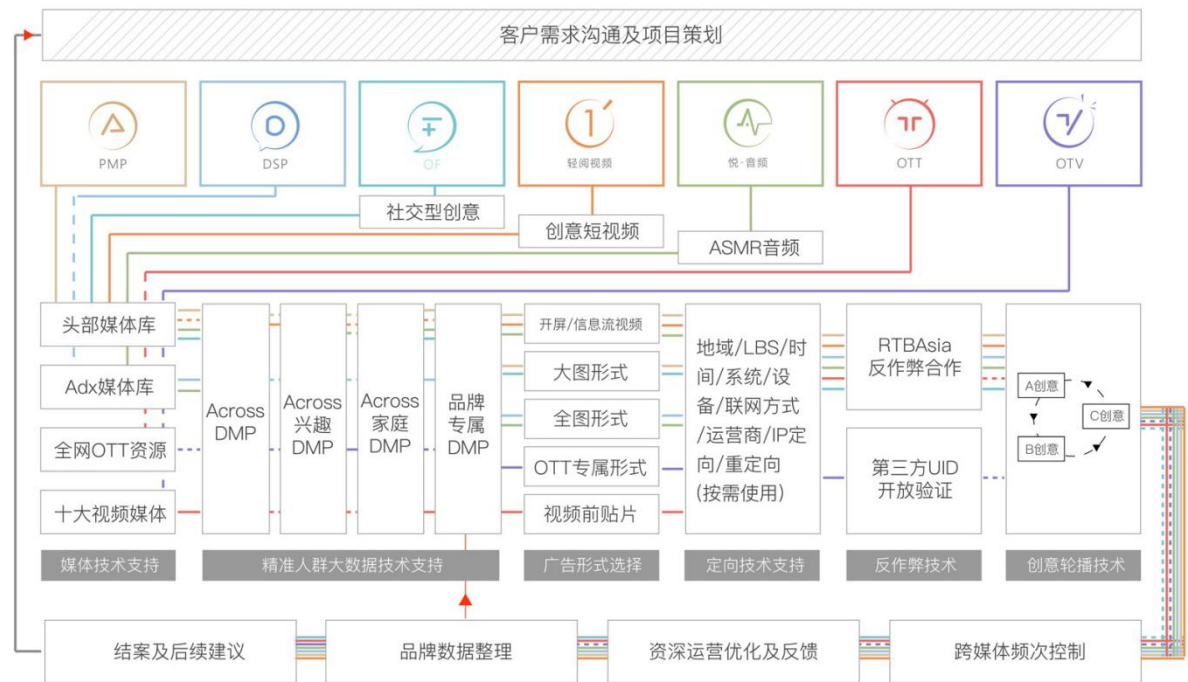 客户需求沟通及项目策划
PMP
DSP
OF
轻阅视频
悦·音频
OTT
OTV
社交型创意
创意短视频
ASMR音频
头部媒体库
Adx媒体库
全网OTT资源
十大视频媒体
Across
DMP
Across
兴趣
DMP
Across
家庭
DMP
品牌
专属
DMP
开屏/信息流视频
大图形式
全图形式
OTT专属形式
视频前贴片
地域/LBS/时
间/系统/设
备/联网方式
/运营商/IP定
向/重定向
(按需使用)
RTBAsia
反作弊合作
第三方UID
开放验证
A创意
C创意
B创意
媒体技术支持
精准人群大数据技术支持
广告形式选择
定向技术支持
反作弊技术
创意轮播技术
结案及后续建议
品牌数据整理
资深运营优化及反馈
跨媒体频次控制